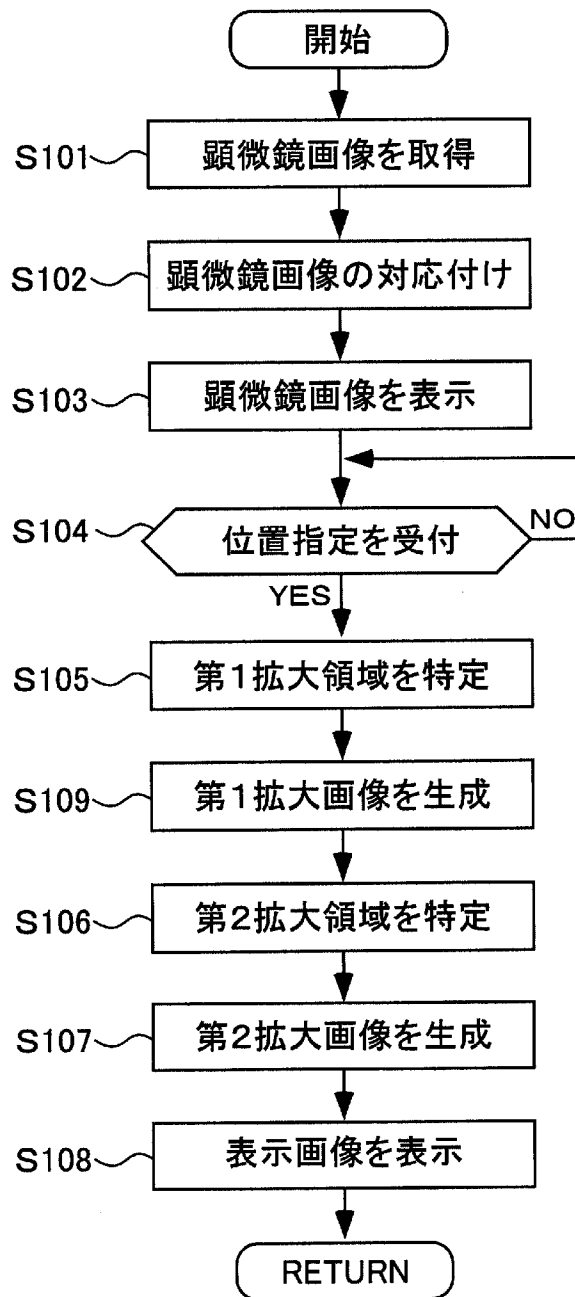 開始
S101 顕微鏡画像を取得
S102 顕微鏡画像の対応付け
S103 顕微鏡画像を表示
S104 位置指定を受付 NO
YES
S105 第1拡大領域を特定
S109 第1拡大画像を生成
S106 第2拡大領域を特定
S107 第2拡大画像を生成
S108 表示画像を表示
RETURN